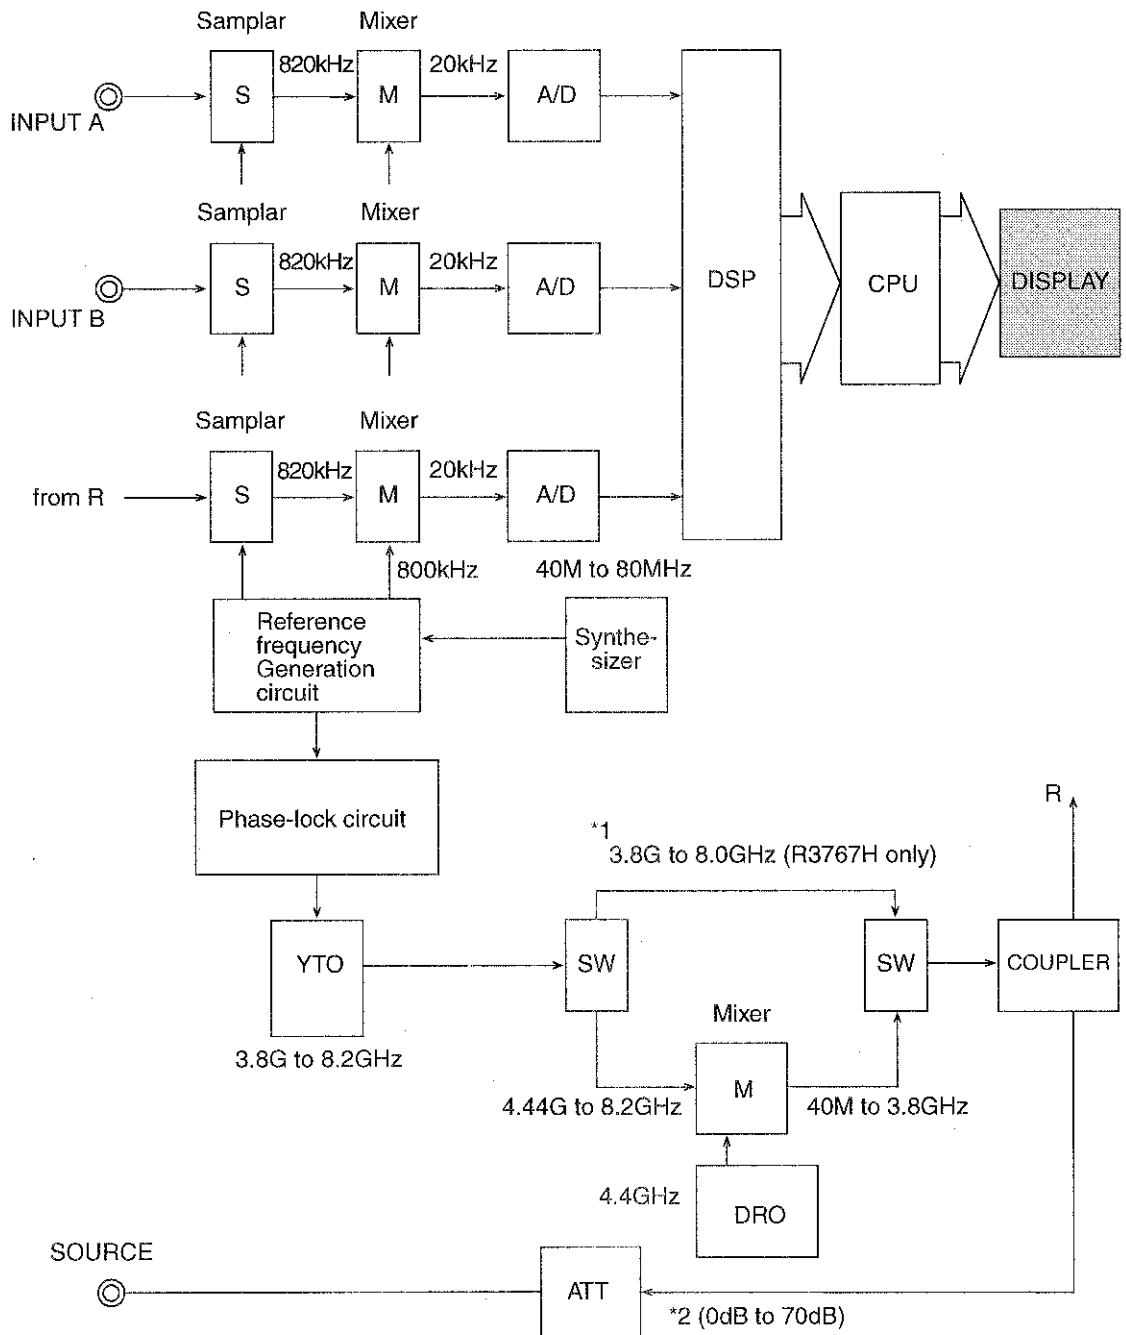 Samplar
Mixer
820kHz
20kHz
S
M
A/D
INPUT A
Samplar
Mixer
820kHz
20kHz
S
M
A/D
INPUT B
DSP
CPU
DISPLAY
Samplar
Mixer
820kHz
20kHz
from R
S
M
A/D
800kHz
40M to 80MHz
Reference
frequency
Generation
circuit
Synthe-
sizer
Phase-lock circuit
R
*1
3.8G to 8.0GHz (R3767H only)
YTO
SW
SW
COUPLER
3.8G to 8.2GHz
Mixer
M
4.44G to 8.2GHz
40M to 3.8GHz
4.4GHz
DRO
SOURCE
ATT
*2 (0dB to 70dB)